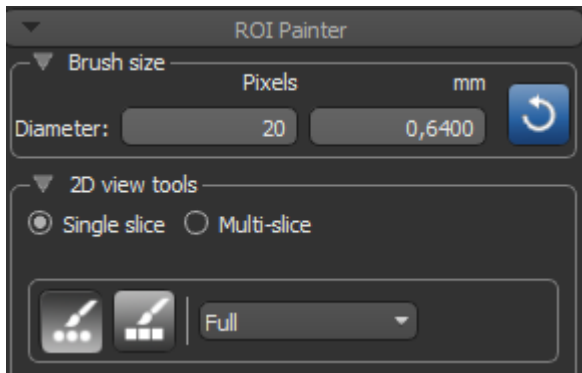 ROI Painter
Brush size
Pixels mm
Diameter: 20 0,6400
2D view tools
Single slice Multi-slice
Full